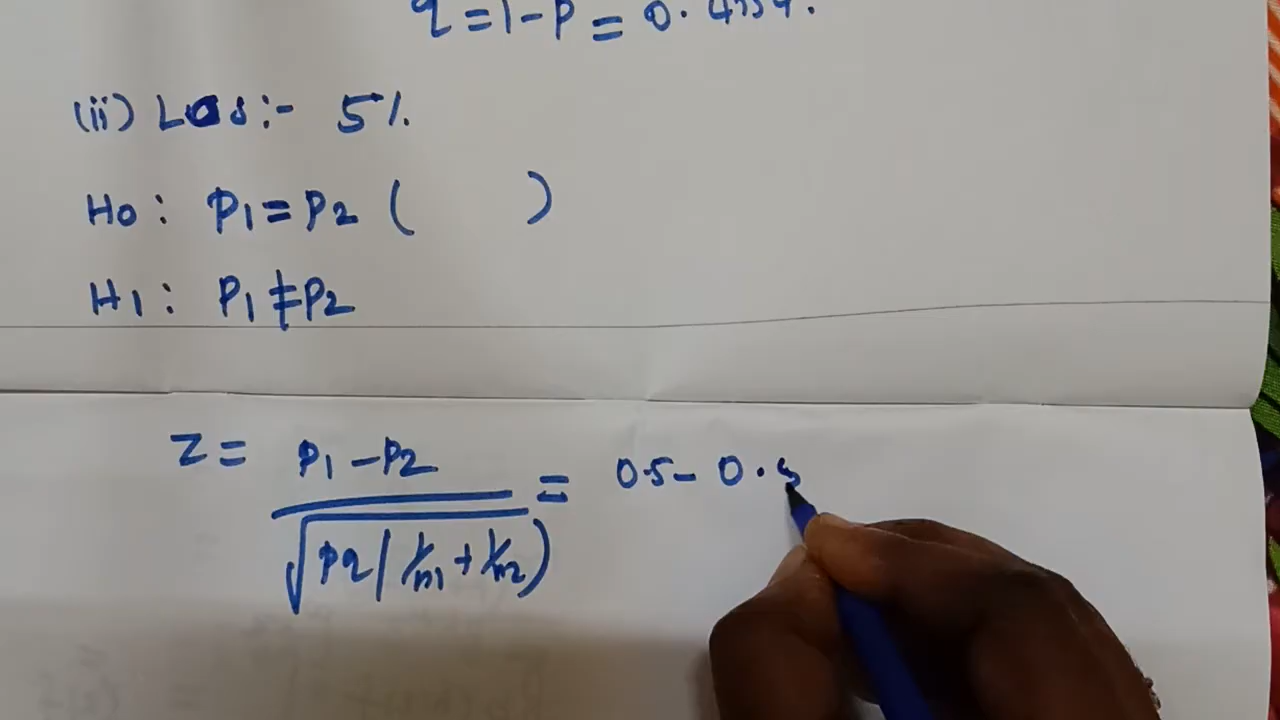 q = 1 - P = 0.
(ii) Los :- 5%.
H0 : P1 = P2 ( )
H1 : P1 ≠ P2
Z = P1 - P2 / √pq(1/n1 + 1/n2) = 0.5 - 0.5